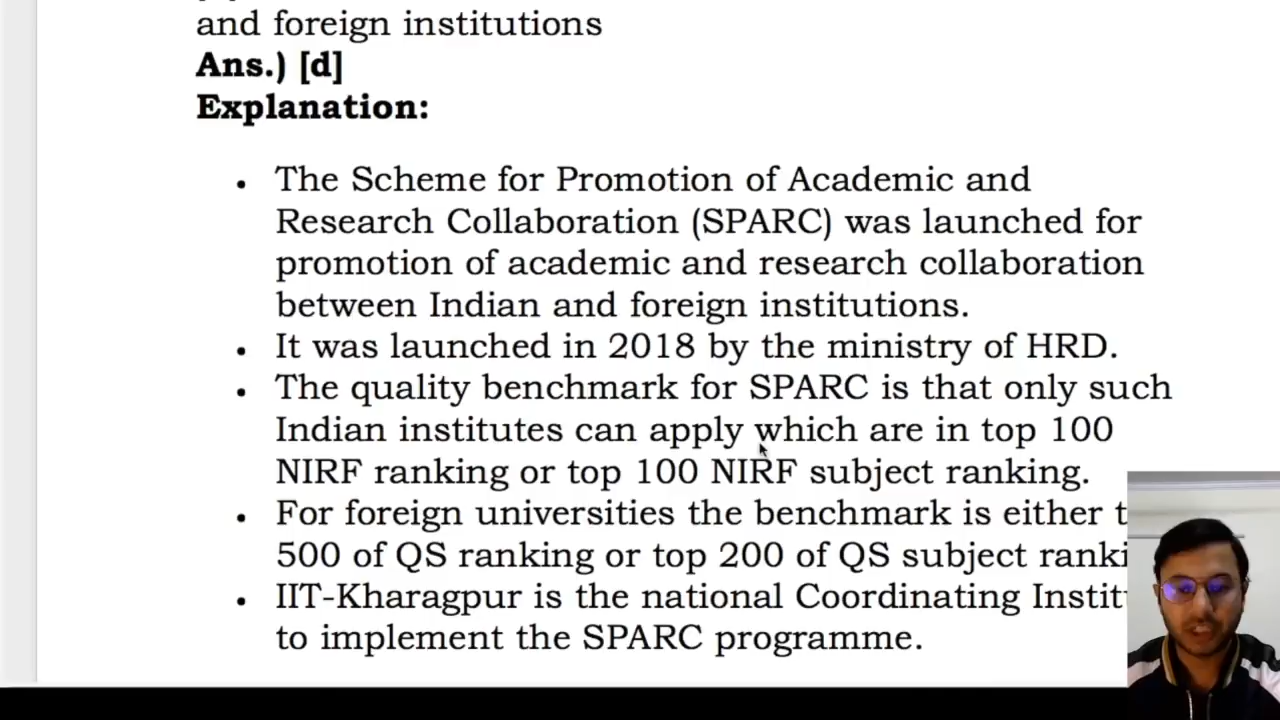 and foreign institutions
Ans.) [d]
Explanation:
• The Scheme for Promotion of Academic and
Research Collaboration (SPARC) was launched for
promotion of academic and research collaboration
between Indian and foreign institutions.
• It was launched in 2018 by the ministry of HRD.
• The quality benchmark for SPARC is that only such
Indian institutes can apply which are in top 100
NIRF ranking or top 100 NIRF subject ranking.
• For foreign universities the benchmark is either
500 of QS ranking or top 200 of QS subject
• IIT-Kharagpur is the national Coordinating
to implement the SPARC programme.